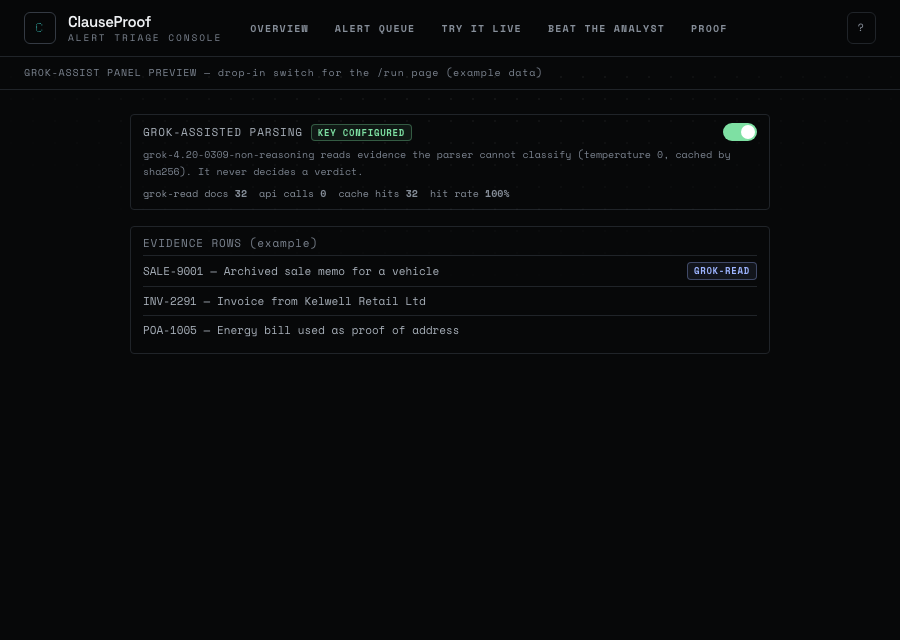 C
ClauseProof
ALERT TRIAGE CONSOLE
OVERVIEW
ALERT QUEUE
TRY IT LIVE
BEAT THE ANALYST
PROOF
?
GROK-ASSIST PANEL PREVIEW — drop-in switch for the /run page (example data)
GROK-ASSISTED PARSING KEY CONFIGURED
grok-4.20-0309-non-reasoning reads evidence the parser cannot classify (temperature 0, cached by
sha256). It never decides a verdict.
grok-read docs 32 api calls 0 cache hits 32 hit rate 100%
EVIDENCE ROWS (example)
SALE-9001 — Archived sale memo for a vehicle GROK-READ
INV-2291 — Invoice from Kelwell Retail Ltd
POA-1005 — Energy bill used as proof of address